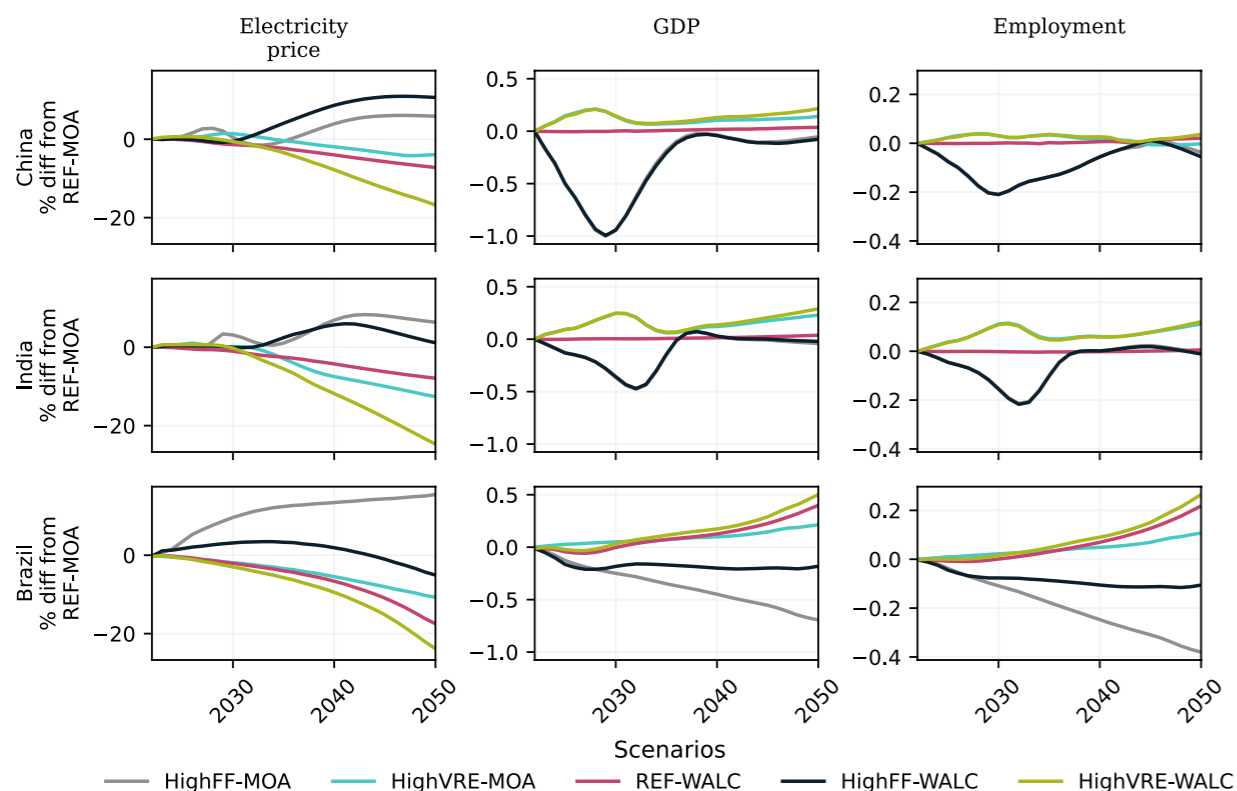 Electricity
price
GDP
Employment
China
% diff from
REF-MOA
0
−20
0.5
0.0
−0.5
−1.0
0.2
0.0
−0.2
−0.4
India
% diff from
REF-MOA
0
−20
0.5
0.0
−0.5
−1.0
0.2
0.0
−0.2
−0.4
Brazil
% diff from
REF-MOA
0
−20
0.5
0.0
−0.5
−1.0
0.2
0.0
−0.2
−0.4
2030 2040 2050
2030 2040 2050
2030 2040 2050
Scenarios
HighFF-MOA HighVRE-MOA REF-WALC HighFF-WALC HighVRE-WALC